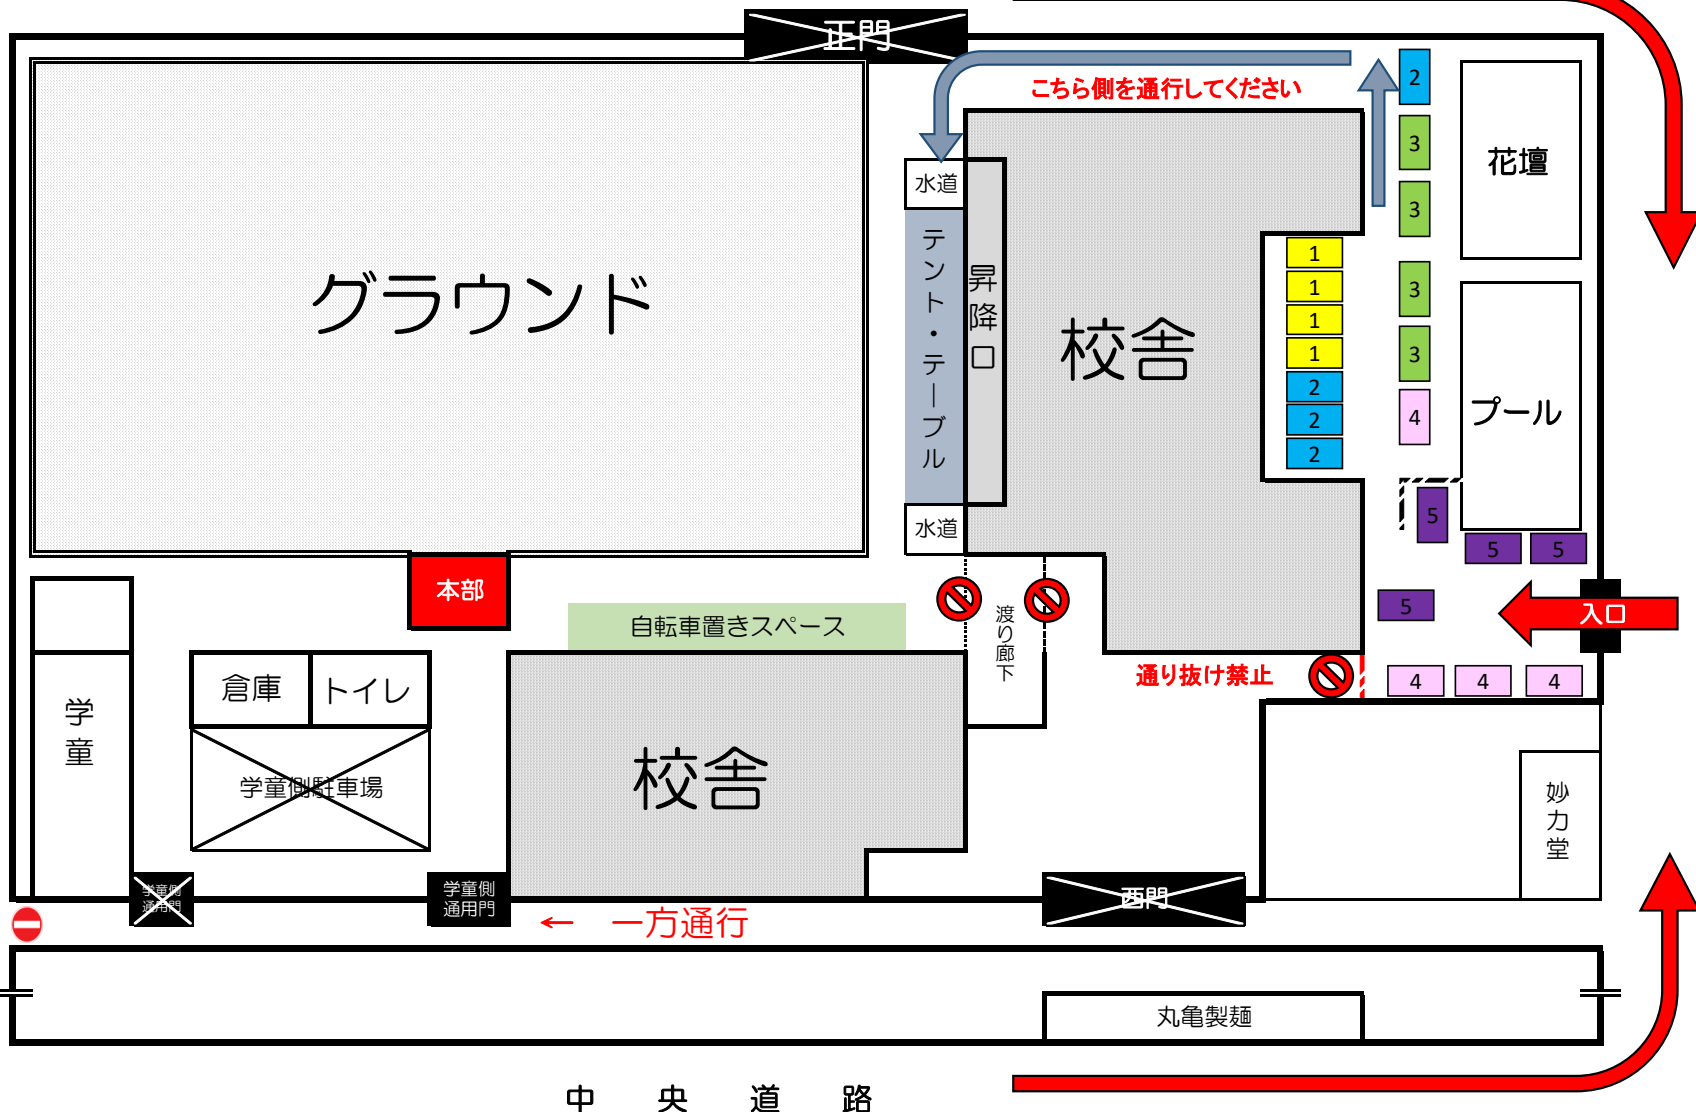 正門
こちら側を通行してください
2
3
花壇
3
水道
テント・テーブル
昇降口
グラウンド
校舎
1
1
1
1
2
2
2
3
3
4
プール
5
5
5
水道
本部
自転車置きスペース
渡り廊下
5
入口
通り抜け禁止
4
4
4
学童
倉庫
トイレ
学童側駐車場
校舎
妙力堂
学童側
通用門
学童側
通用門
← 一方通行
西門
丸亀製麺
中央道路